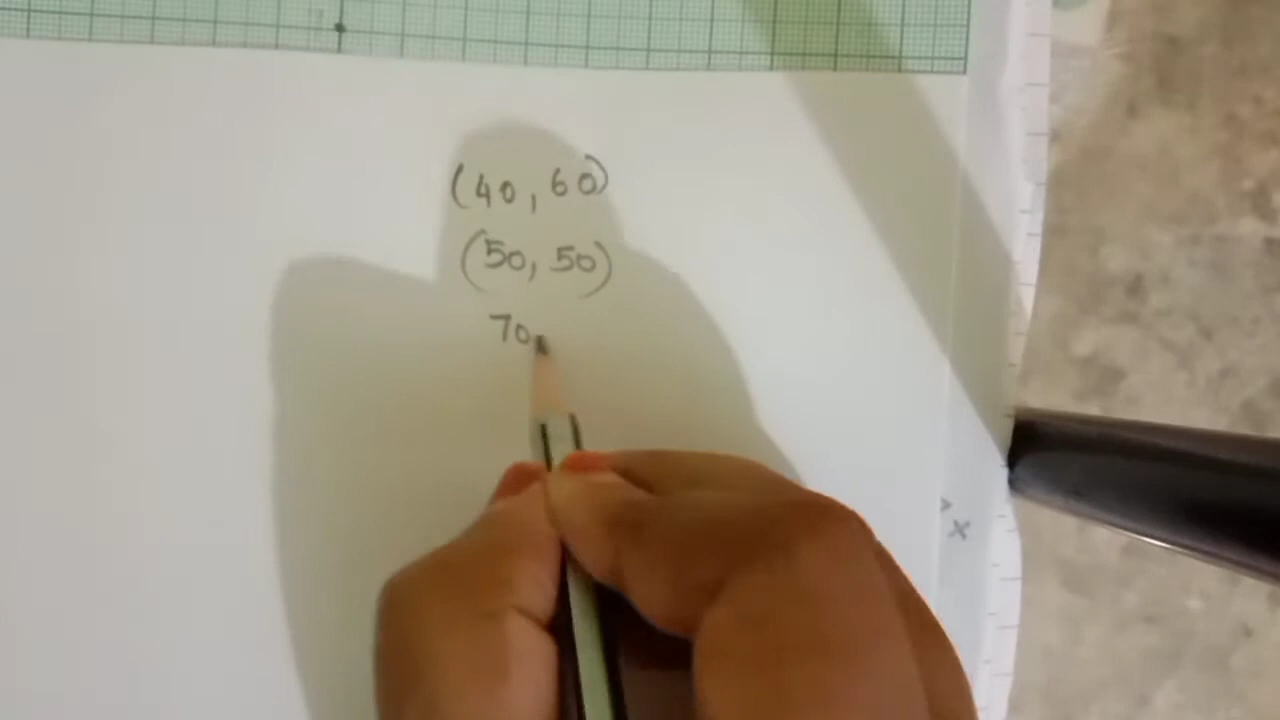 (40, 60)
(50, 50)
70,
x